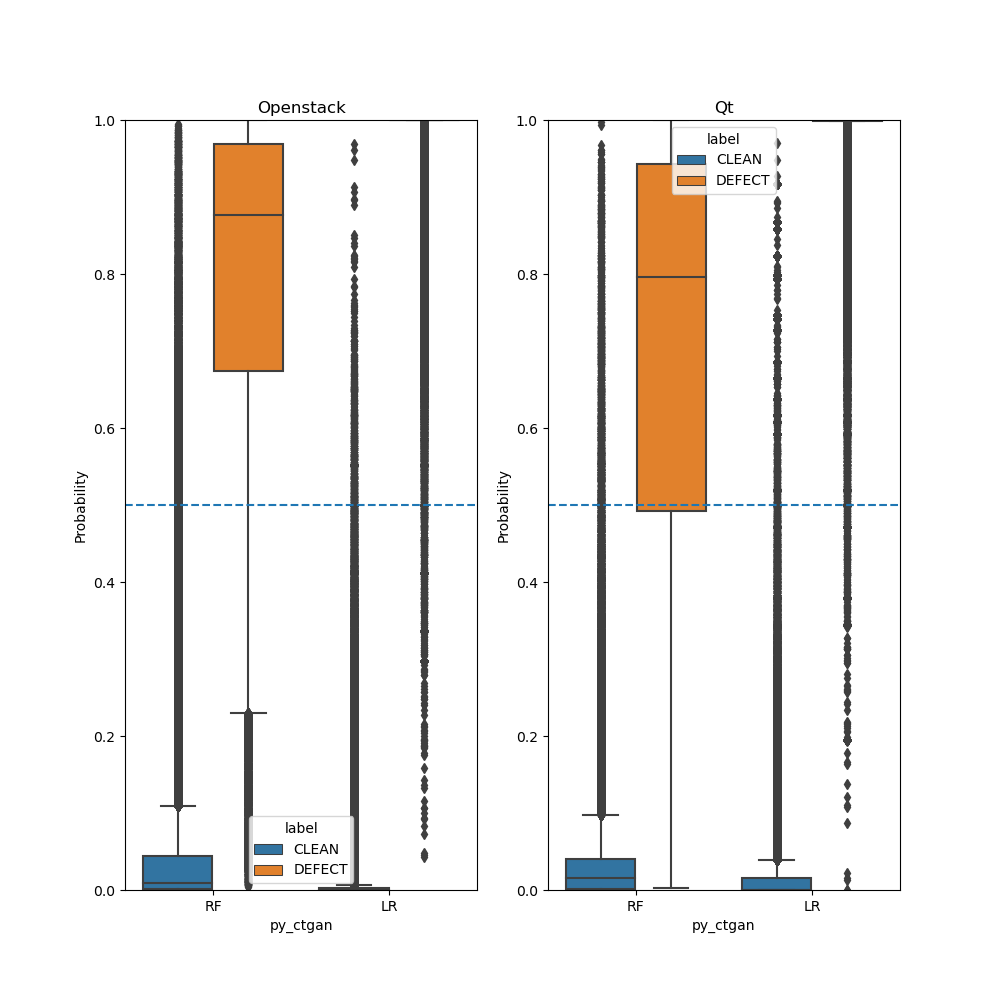 Openstack
1.0
0.8
0.6
0.4
0.2
0.0
Probability
label
CLEAN
DEFECT
RF
LR
py_ctgan
Qt
1.0
0.8
0.6
0.4
0.2
0.0
Probability
label
CLEAN
DEFECT
RF
LR
py_ctgan